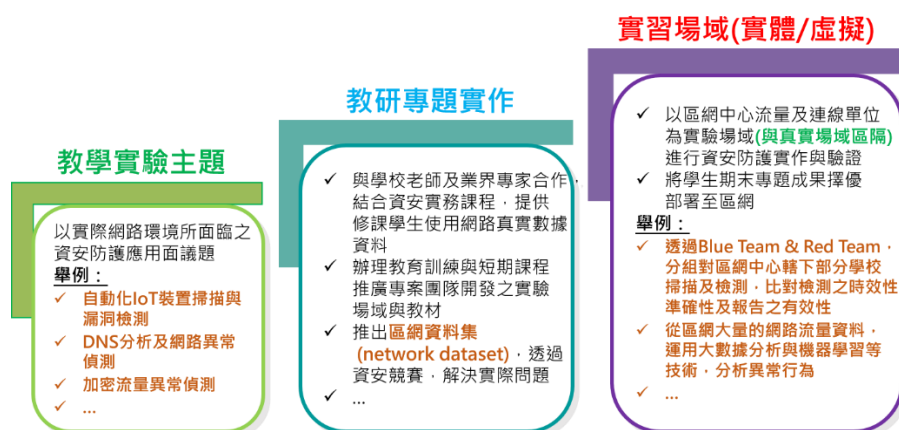 教學實驗主題
以實際網路環境所面臨之
資安防護應用面議題
舉例：
✓ 自動化IoT裝置掃描與
漏洞檢測
✓ DNS分析及網路異常
偵測
✓ 加密流量異常偵測
✓ ...
教研專題實作
✓ 與學校老師及業界專家合作，
結合資安實務課程，提供
修課學生使用網路真實數據
資料
✓ 辦理教育訓練與短期課程
推廣專案團隊開發之實驗
場域與教材
✓ 推出區網資料集
(network dataset)，透過
資安競賽，解決實際問題
✓ ...
實習場域(實體/虛擬)
✓ 以區網中心流量及連線單位
為實驗場域(與真實場域區隔)
進行資安防護實作與驗證
✓ 將學生期末專題成果擇優
部署至區網
舉例：
✓ 透過Blue Team & Red Team，
分組對區網中心轄下部分學校
掃描及檢測，比對檢測之時效性
準確性及報告之有效性
✓ 從區網大量的網路流量資料，
運用大數據分析與機器學習等
技術，分析異常行為
✓ ...